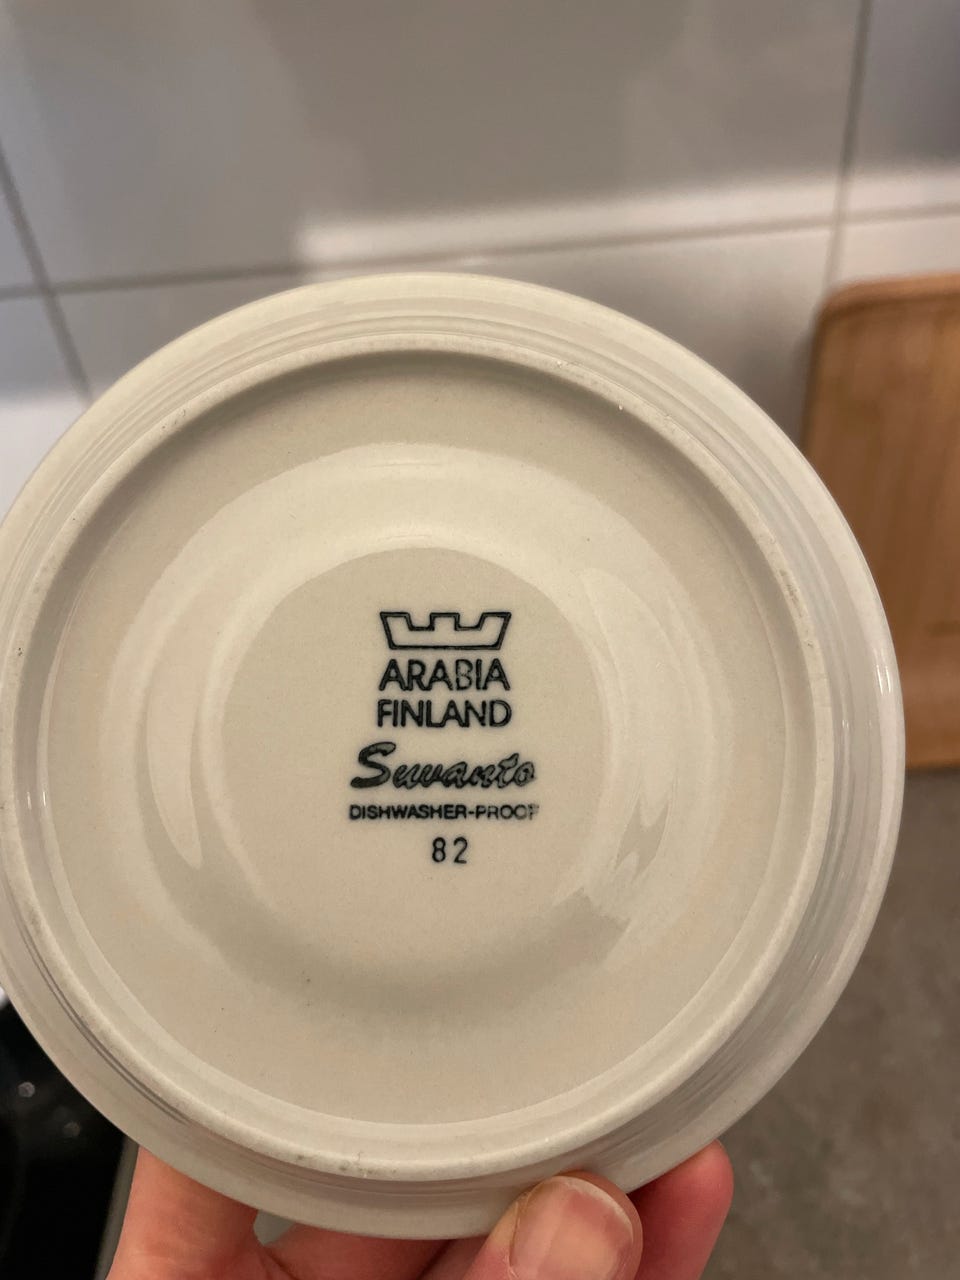 ARABIA
FINLAND
Suvanto
DISHWASHER-PROOF
82